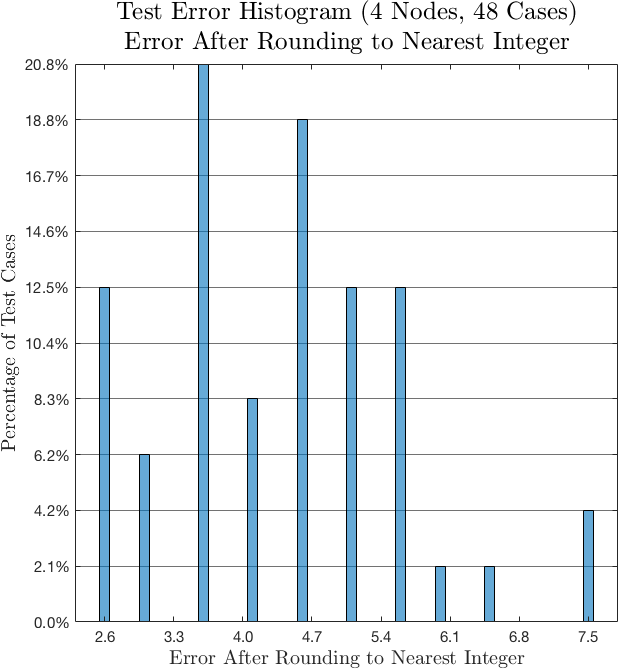 Test Error Histogram (4 Nodes, 48 Cases)
Error After Rounding to Nearest Integer
20.8%
18.8%
16.7%
14.6%
12.5%
10.4%
8.3%
6.2%
4.2%
2.1%
0.0%
Percentage of Test Cases
2.6 3.3 4.0 4.7 5.4 6.1 6.8 7.5
Error After Rounding to Nearest Integer